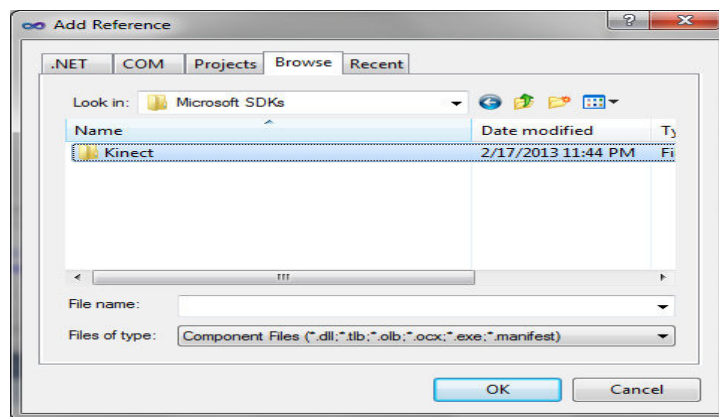 Add Reference
.NET COM Projects Browse Recent
Look in: Microsoft SDKs
Name Date modified Ty
Kinect 2/17/2013 11:44 PM Fi
File name:
Files of type: Component Files (*.dll;*.tlb;*.olb;*.ocx;*.exe;*.manifest)
OK Cancel